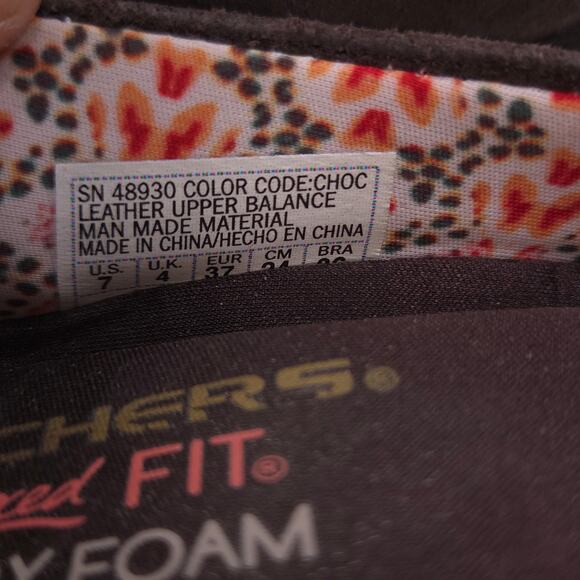 SN 48930 COLOR CODE:CHOC
LEATHER UPPER BALANCE
MAN MADE MATERIAL
MADE IN CHINA/HECHO EN CHINA
U.S. U.K. EUR CM BRA
7 4 37 24
CHERS®
FIT®
FOAM